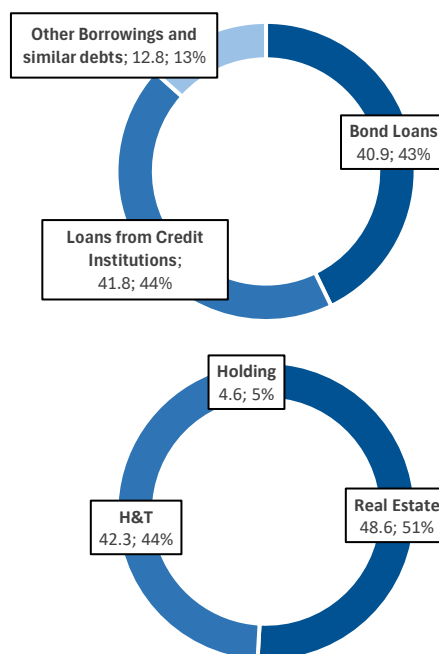 Other Borrowings and
similar debts; 12.8; 13%
Bond Loans
40.9; 43%
Loans from Credit
Institutions;
41.8; 44%
Holding
4.6; 5%
H&T
42.3; 44%
Real Estate
48.6; 51%